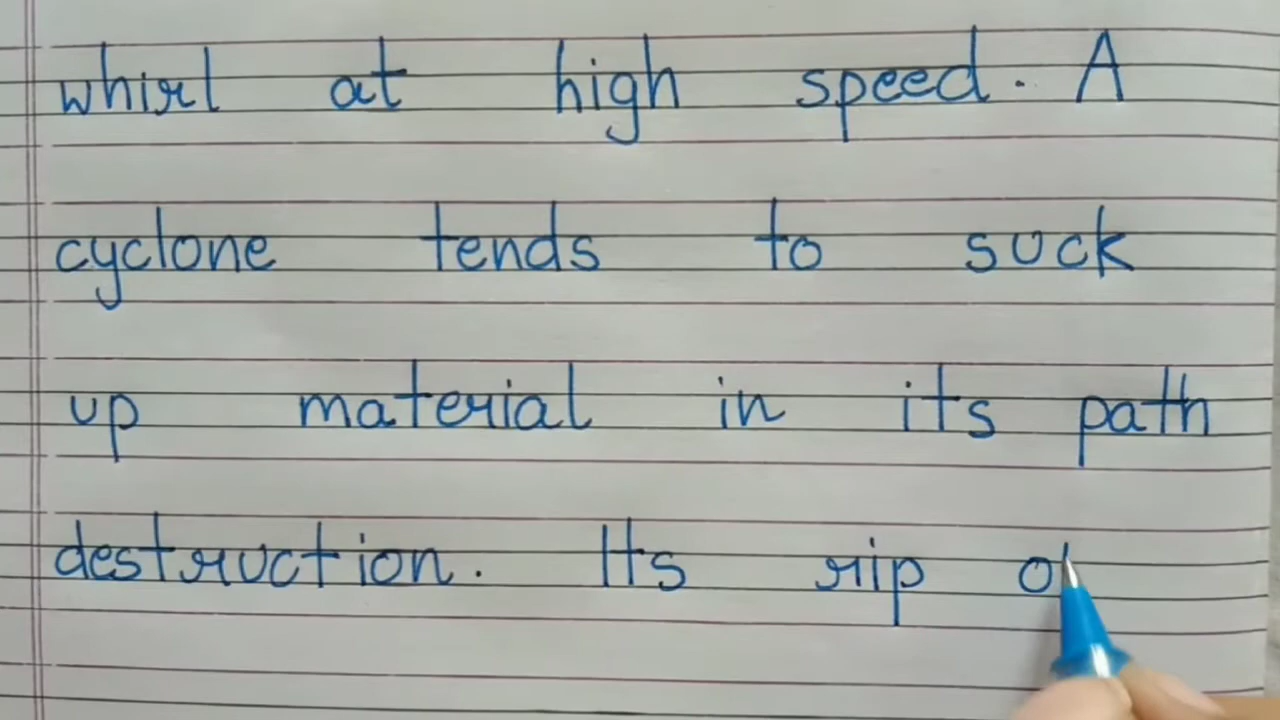 whirl at high speed. A
cyclone tends to suck
up material in its path
destruction. Its rip